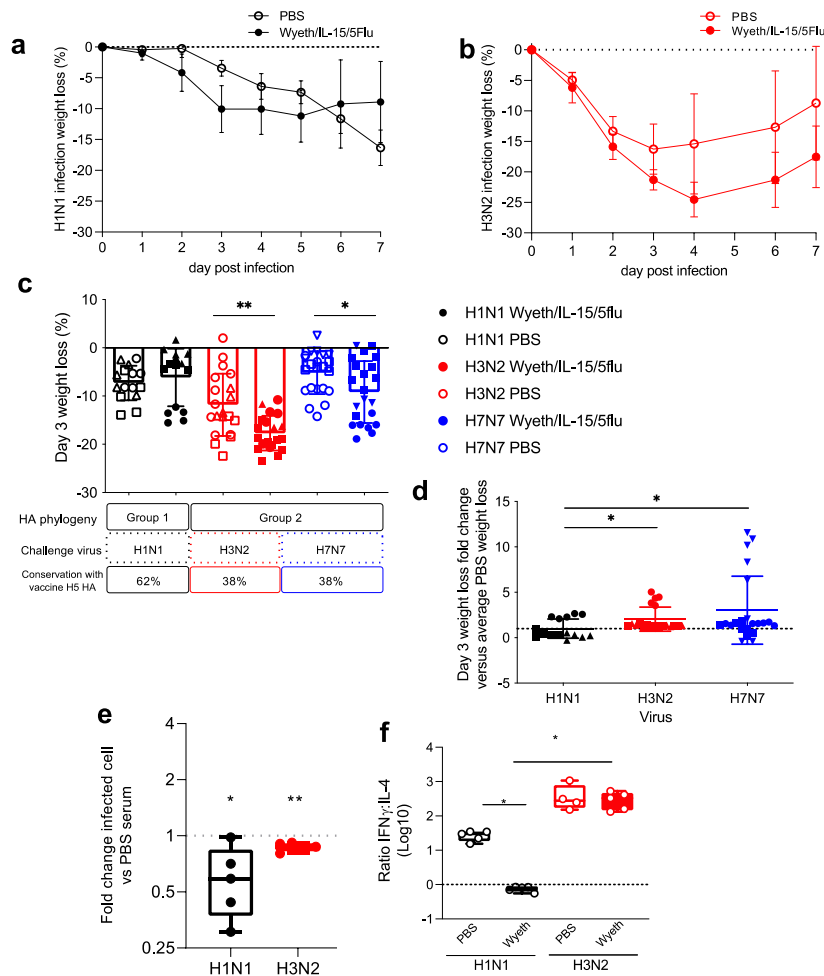 a
PBS
Wyeth/IL-15/5Flu
H1N1 infection weight loss (%)
0
-5
-10
-15
-20
-25
-30
0 1 2 3 4 5 6 7
day post infection
b
PBS
Wyeth/IL-15/5Flu
H3N2 infection weight loss (%)
0
-5
-10
-15
-20
-25
-30
0 1 2 3 4 5 6 7
day post infection
c
Day 3 weight loss (%)
10
0
-10
-20
-30
** *
HA phylogeny Group 1 Group 2
Challenge virus H1N1 H3N2 H7N7
Conservation with
vaccine H5 HA
62% 38% 38%
H1N1 Wyeth/IL-15/5flu
H1N1 PBS
H3N2 Wyeth/IL-15/5flu
H3N2 PBS
H7N7 Wyeth/IL-15/5flu
H7N7 PBS
d
Day 3 weight loss fold change
versus average PBS weight loss
15
10
5
0
-5
*
*
H1N1 H3N2 H7N7
Virus
e
Fold change infected cell
vs PBS serum
4
2
1
0.5
0.25
* **
H1N1 H3N2
f
Ratio IFNγ:IL-4
(Log10)
4
3
2
1
0
-1
*
*
PBS Wyeth PBS Wyeth
H1N1 H3N2